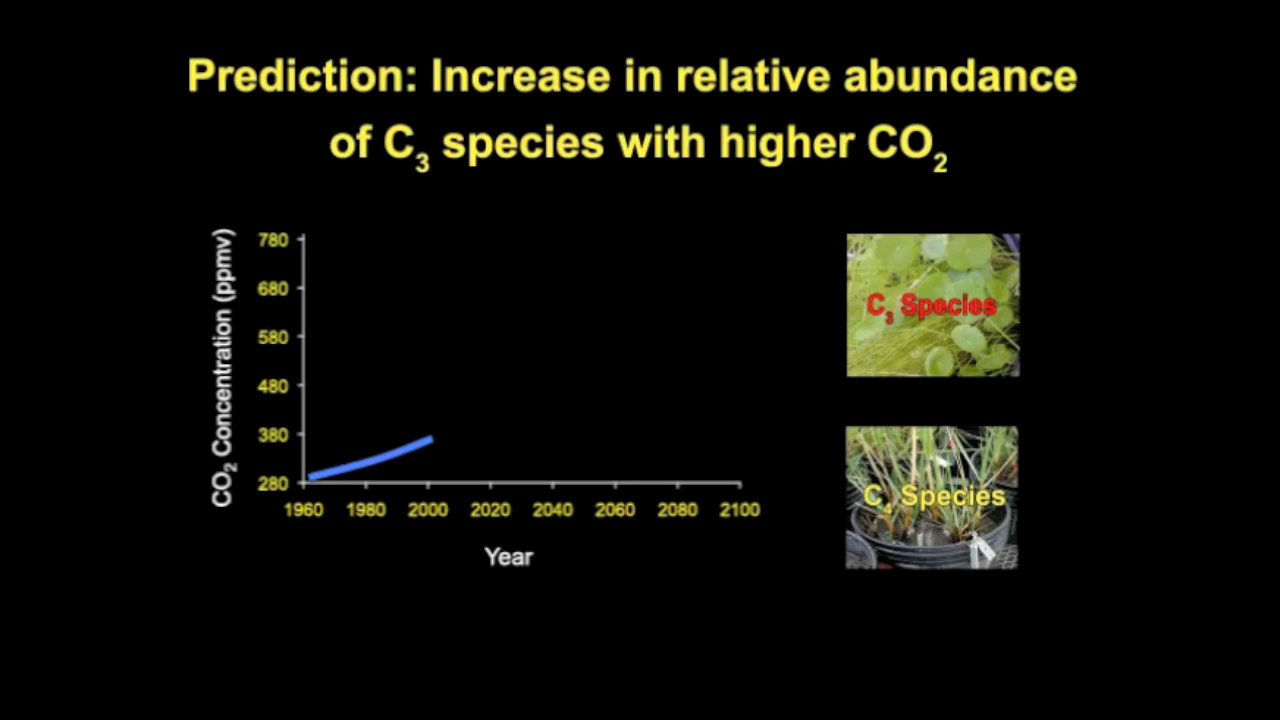 Prediction: Increase in relative abundance
of C₃ species with higher CO₂
CO₂ Concentration (ppmv)
780
680
580
480
380
280
1960 1980 2000 2020 2040 2060 2080 2100
Year
C₃ Species
C₄ Species